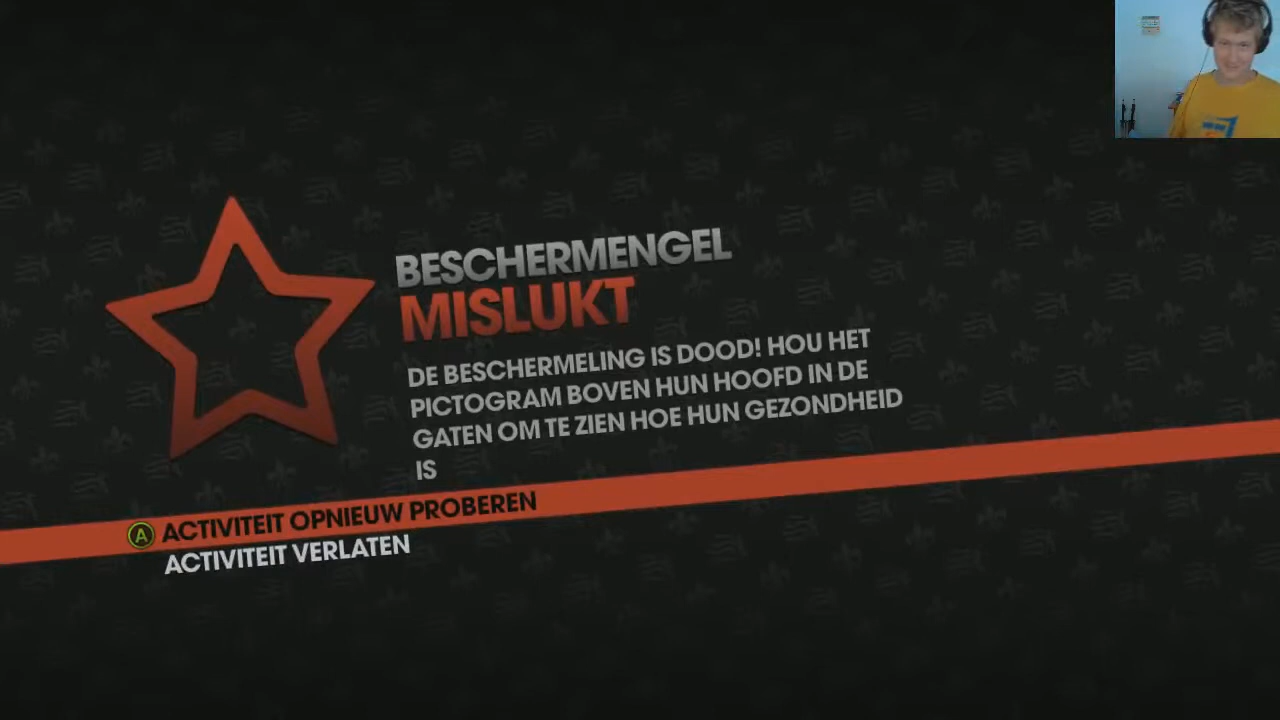 BESCHERMENGEL
MISLUKT
DE BESCHERMELING IS DOOD! HOU HET
PICTOGRAM BOVEN HUN HOOFD IN DE
GATEN OM TE ZIEN HOE HUN GEZONDHEID
IS
A ACTIVITEIT OPNIEUW PROBEREN
ACTIVITEIT VERLATEN